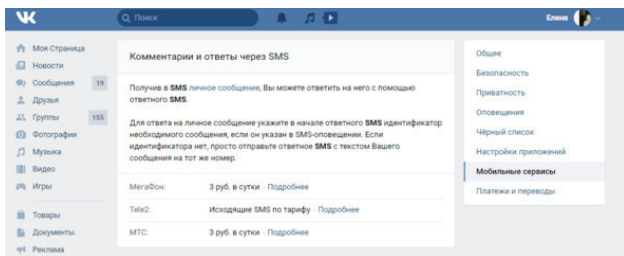 Поиск
Елена
Моя Страница
Новости
Сообщения 19
Друзья
Группы 155
Фотографии
Музыка
Видео
Игры
Товары
Документы
Реклама
Комментарии и ответы через SMS
Получив в SMS личное сообщение, Вы можете ответить на него с помощью
ответного SMS.
Для ответа на личное сообщение укажите в начале ответного SMS идентификатор
необходимого сообщения, если он указан в SMS-оповещении. Если
идентификатора нет, просто отправьте ответное SMS с текстом Вашего
сообщения на тот же номер.
МегаФон: 3 руб. в сутки · Подробнее
Tele2: Исходящие SMS по тарифу · Подробнее
МТС: 3 руб. в сутки · Подробнее
Общее
Безопасность
Приватность
Оповещения
Чёрный список
Настройки приложений
Мобильные сервисы
Платежи и переводы